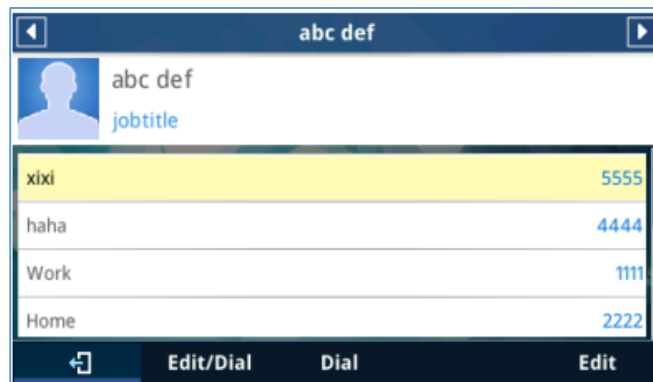 abc def
abc def
jobtitle
xixi 5555
haha 4444
Work 1111
Home 2222
Edit/Dial Dial Edit